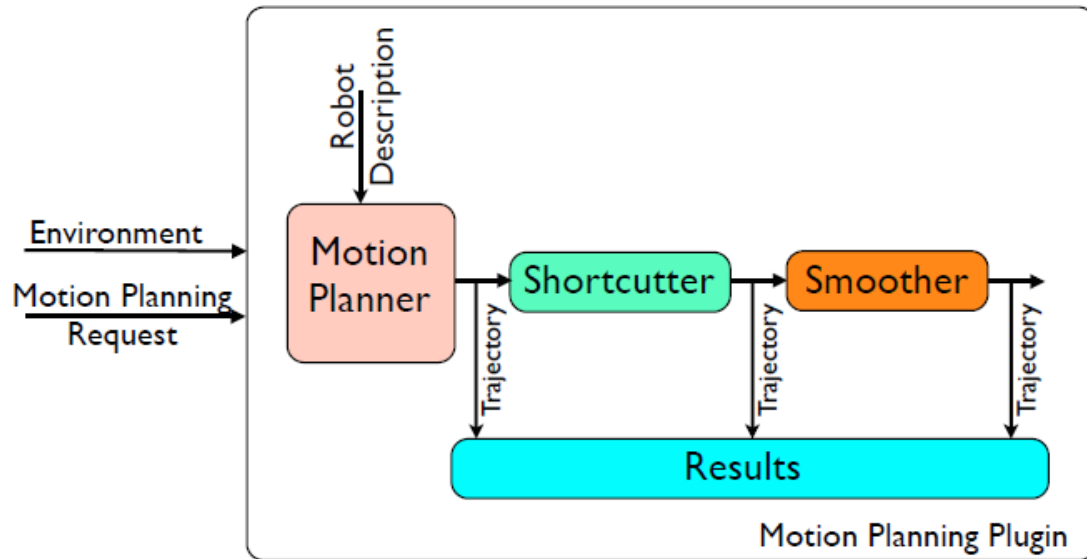 Robot
Description
Environment
Motion Planning
Request
Motion
Planner
Shortcutter
Smoother
Trajectory
Trajectory
Trajectory
Results
Motion Planning Plugin